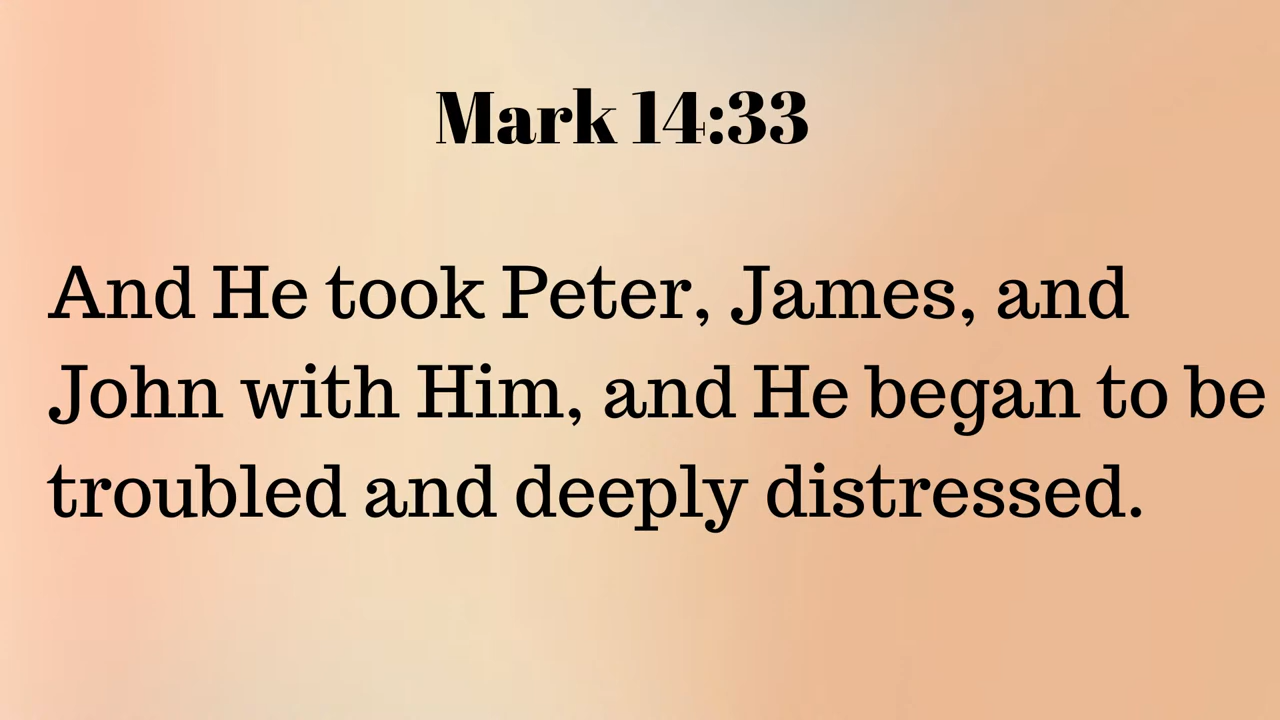 Mark 14:33
And He took Peter, James, and
John with Him, and He began to be
troubled and deeply distressed.